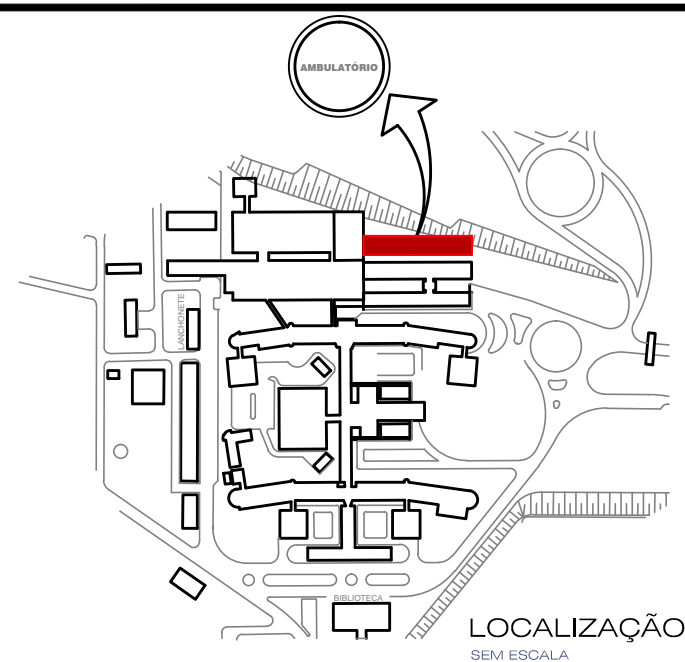 AMBULATÓRIO
LANCHONETE
BIBLIOTECA
LOCALIZAÇÃO
SEM ESCALA